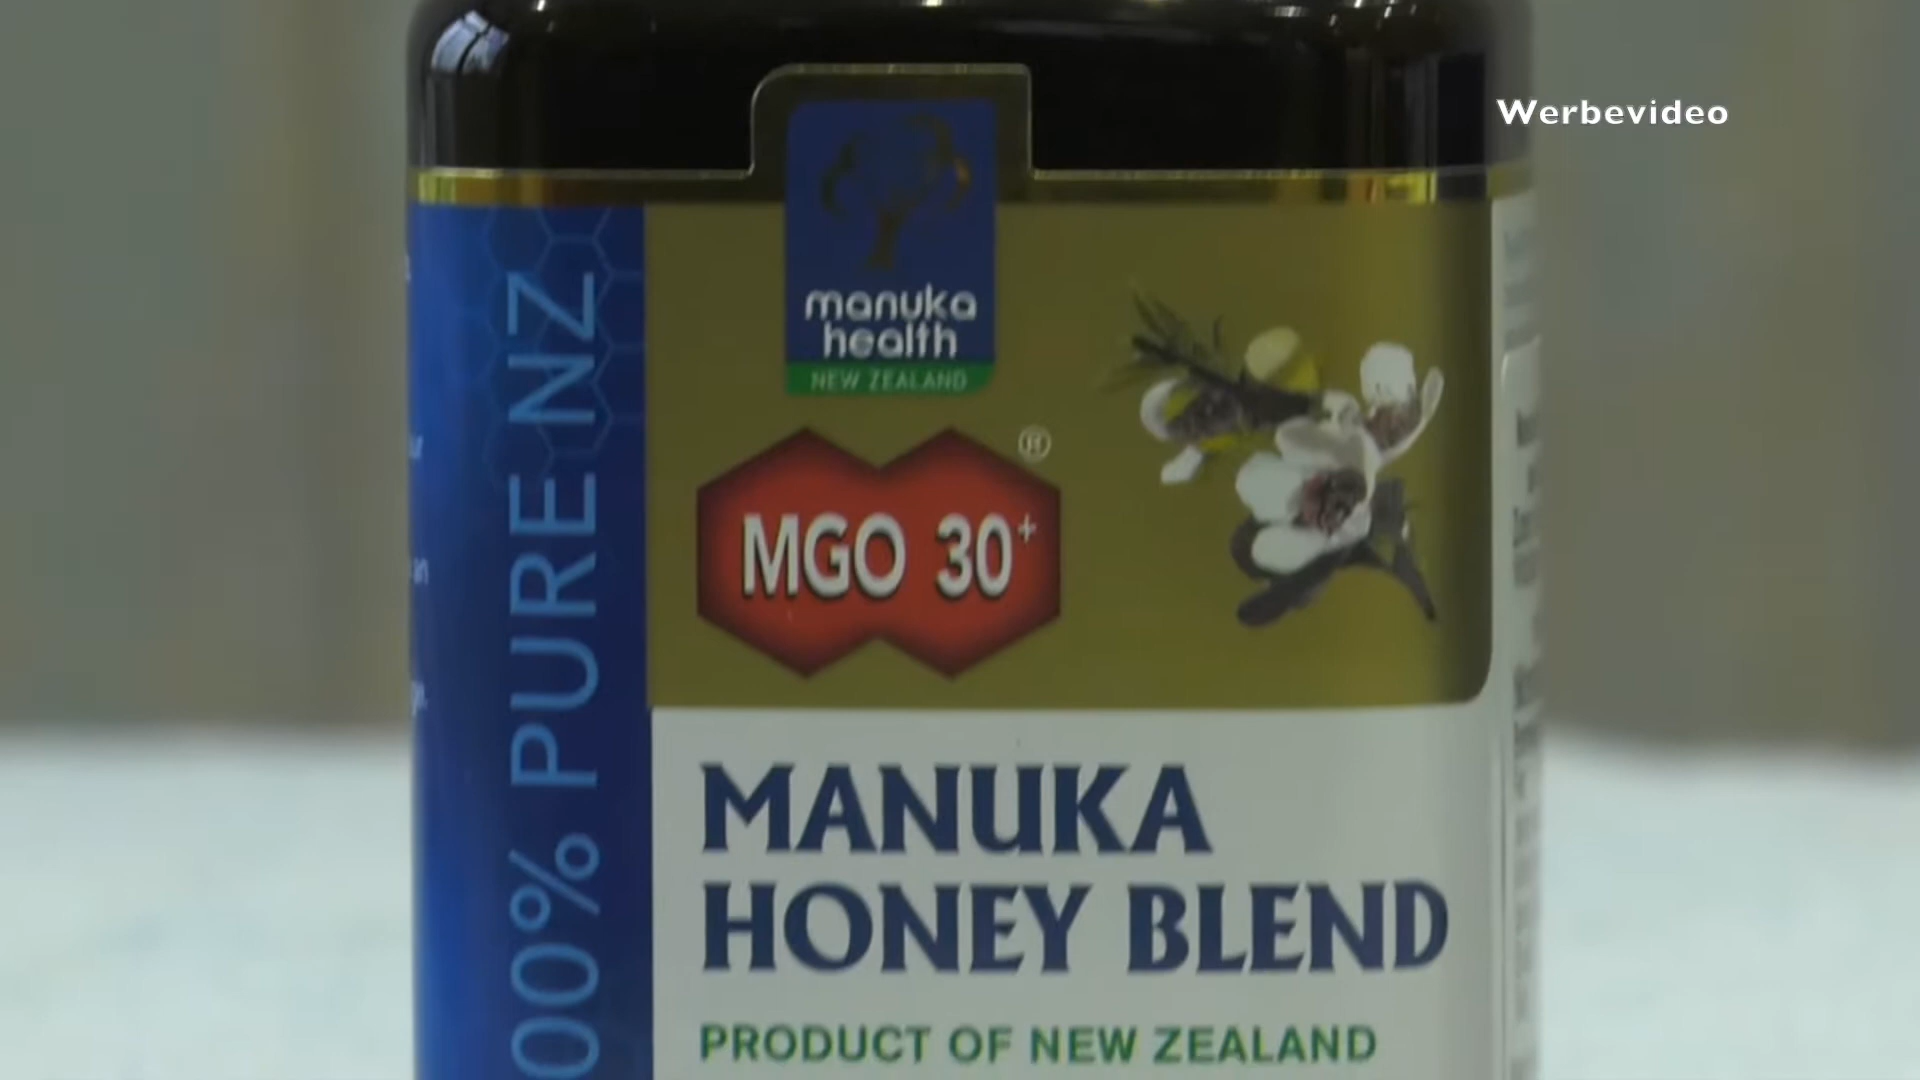 Werbevideo
manuka
health
NEW ZEALAND
®
MGO 30+
00% PURE NZ
MANUKA
HONEY BLEND
PRODUCT OF NEW ZEALAND